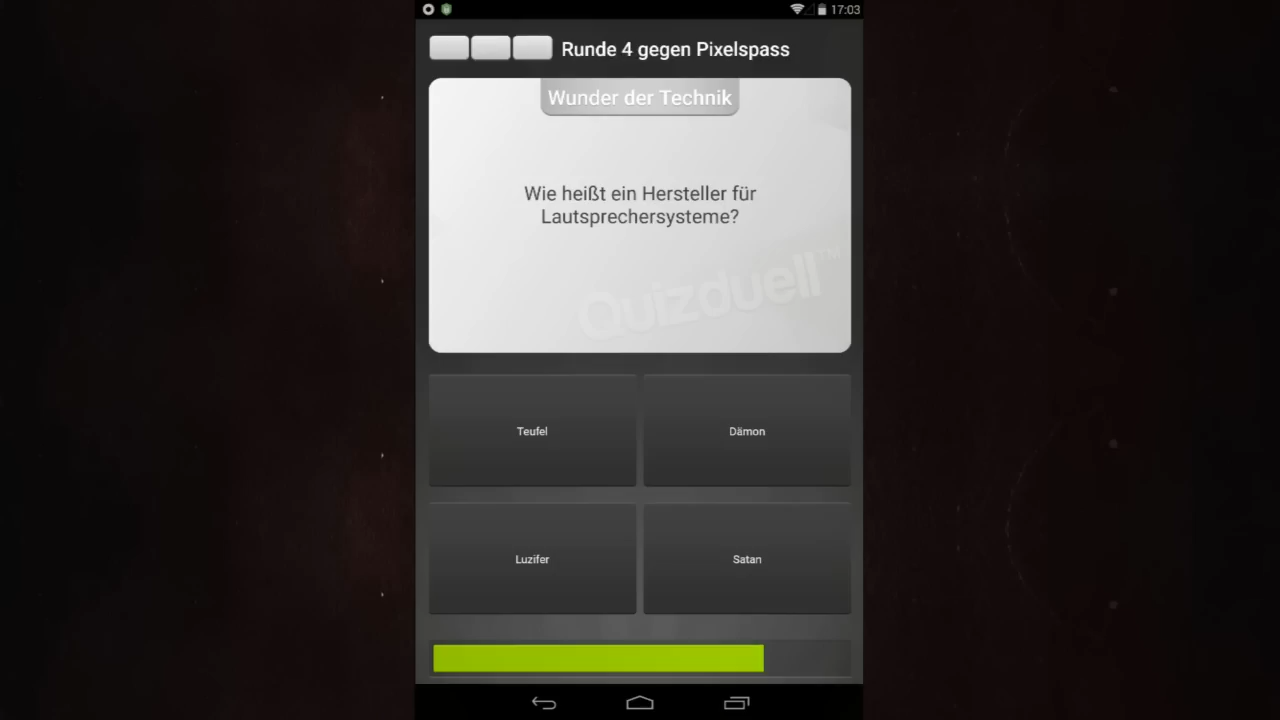 17:03
Runde 4 gegen Pixelspass
Wunder der Technik
Wie heißt ein Hersteller für
Lautsprechersysteme?
Quizduell™
Teufel
Dämon
Luzifer
Satan